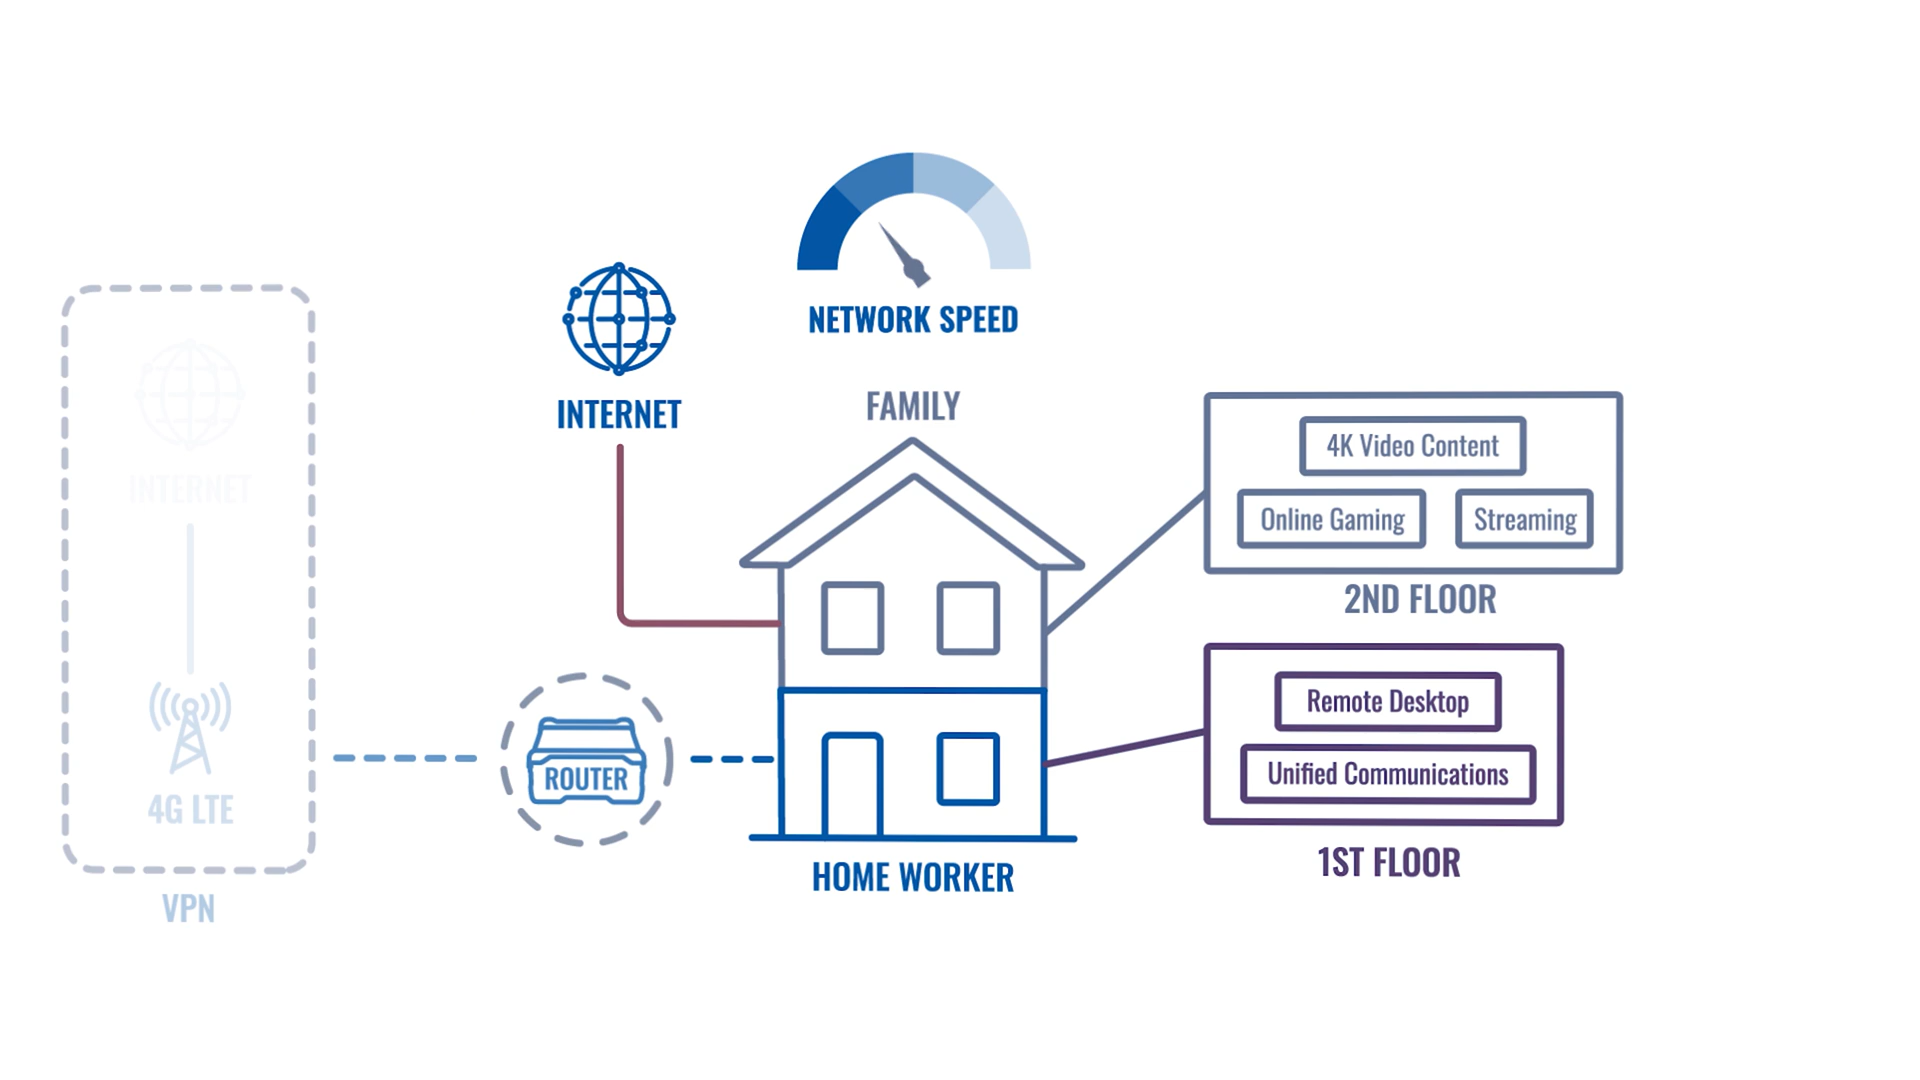 NETWORK SPEED
INTERNET
FAMILY
4K Video Content
Online Gaming
Streaming
2ND FLOOR
INTERNET
ROUTER
Remote Desktop
Unified Communications
1ST FLOOR
4G LTE
HOME WORKER
VPN